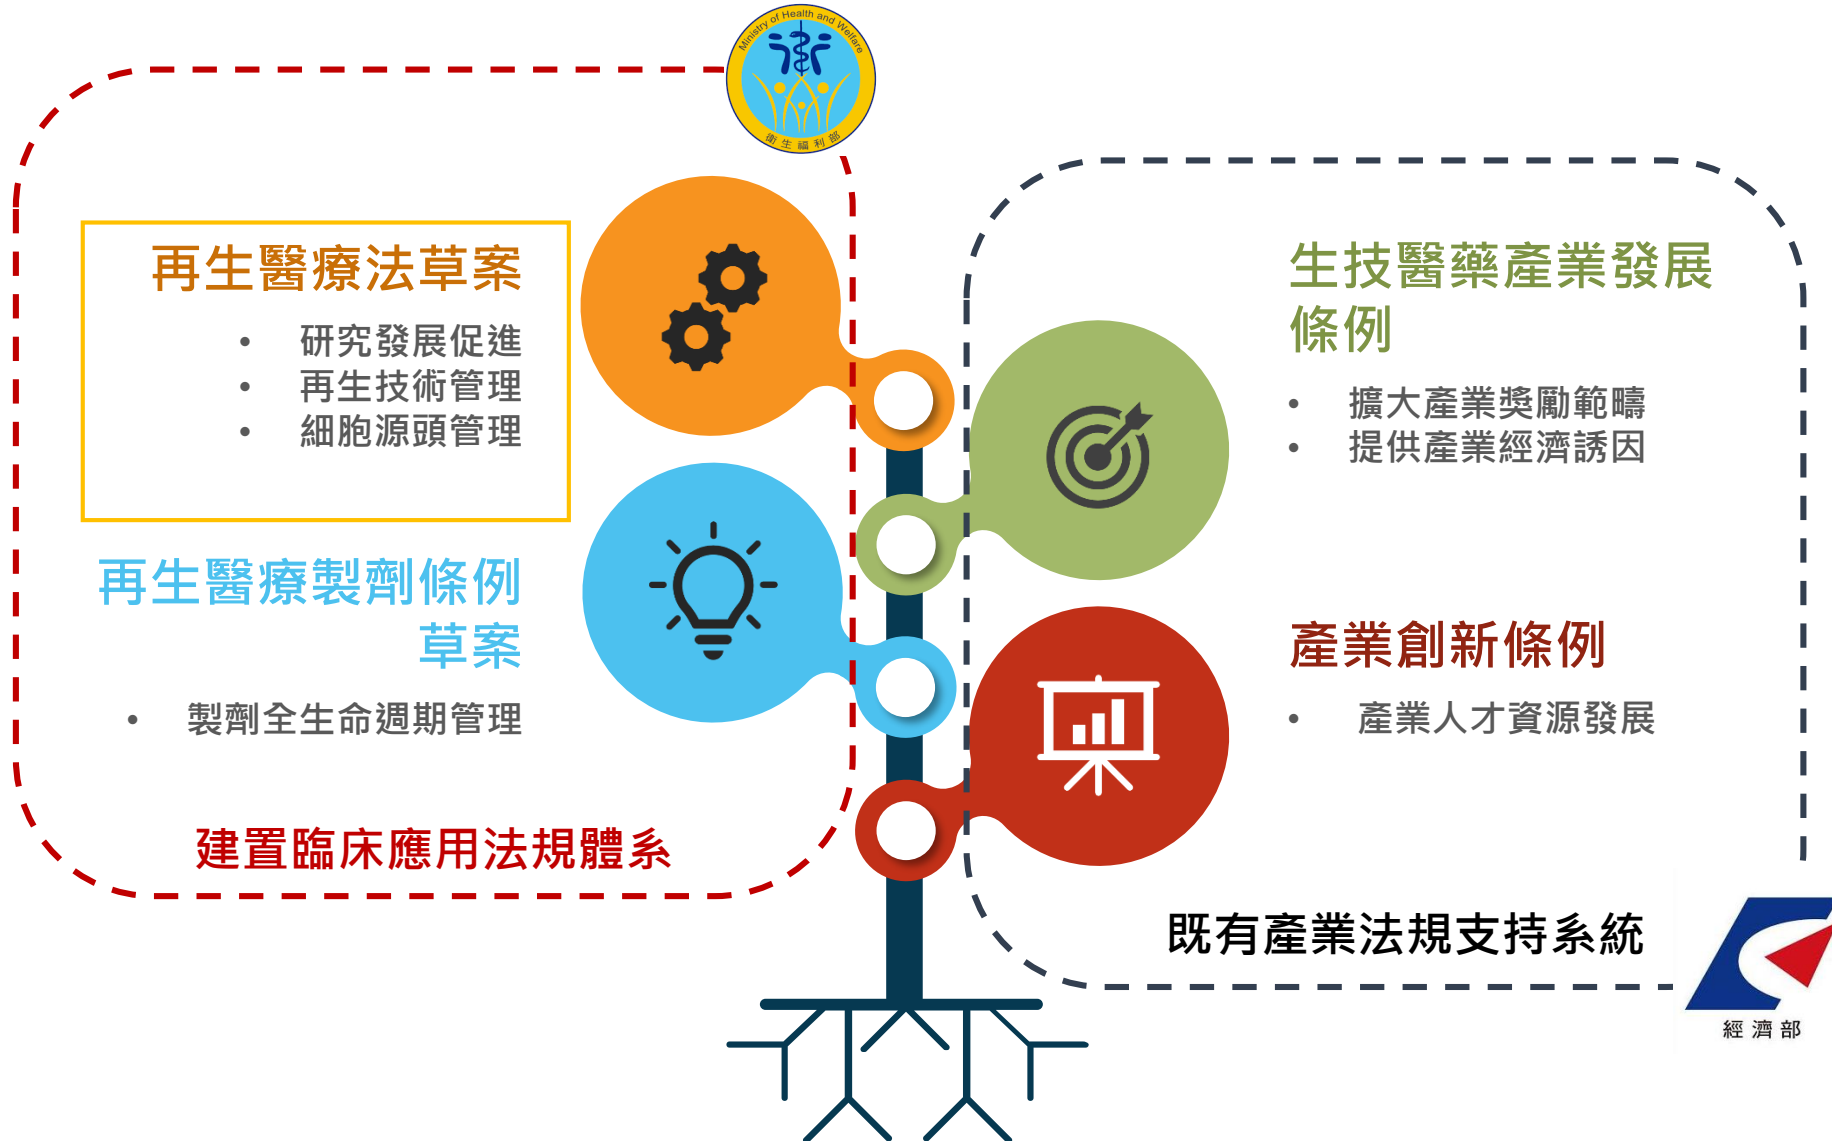 Ministry of Health and Welfare
衛生福利部
再生醫療法草案
• 研究發展促進
• 再生技術管理
• 細胞源頭管理
再生醫療製劑條例
草案
• 製劑全生命週期管理
建置臨床應用法規體系
生技醫藥產業發展
條例
• 擴大產業獎勵範疇
• 提供產業經濟誘因
產業創新條例
• 產業人才資源發展
既有產業法規支持系統
經濟部